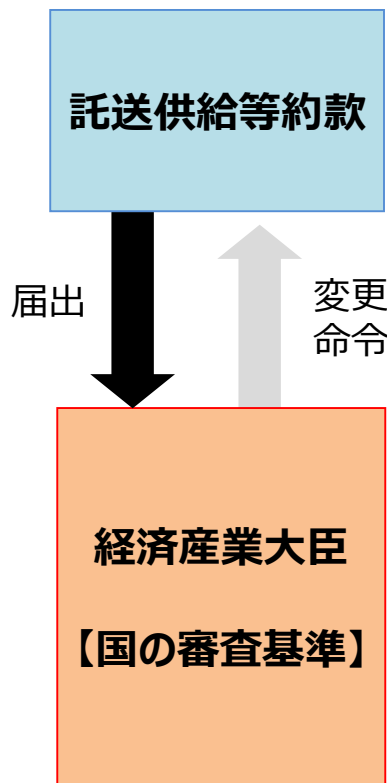 託送供給等約款
届出
変更
命令
経済産業大臣
【国の審査基準】